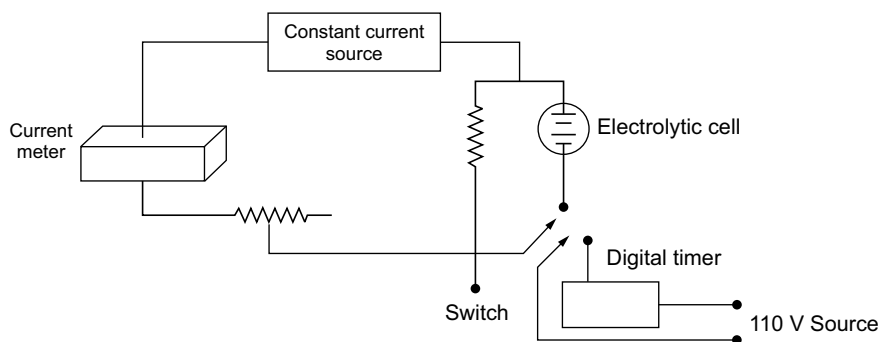 Constant current
source
Current
meter
Electrolytic cell
Digital timer
Switch
110 V Source